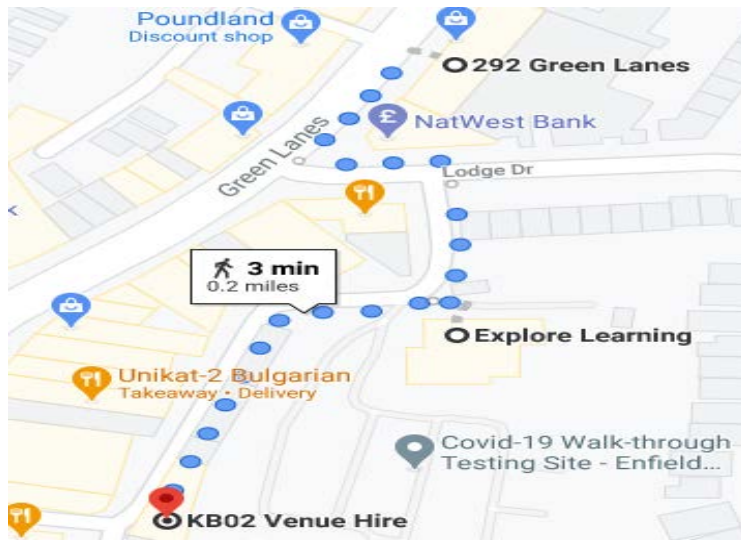 Poundland
Discount shop
292 Green Lanes
£
NatWest Bank
Green Lanes
Lodge Dr
3 min
0.2 miles
Explore Learning
Unikat-2 Bulgarian
Takeaway • Delivery
Covid-19 Walk-through
Testing Site - Enfield...
KB02 Venue Hire